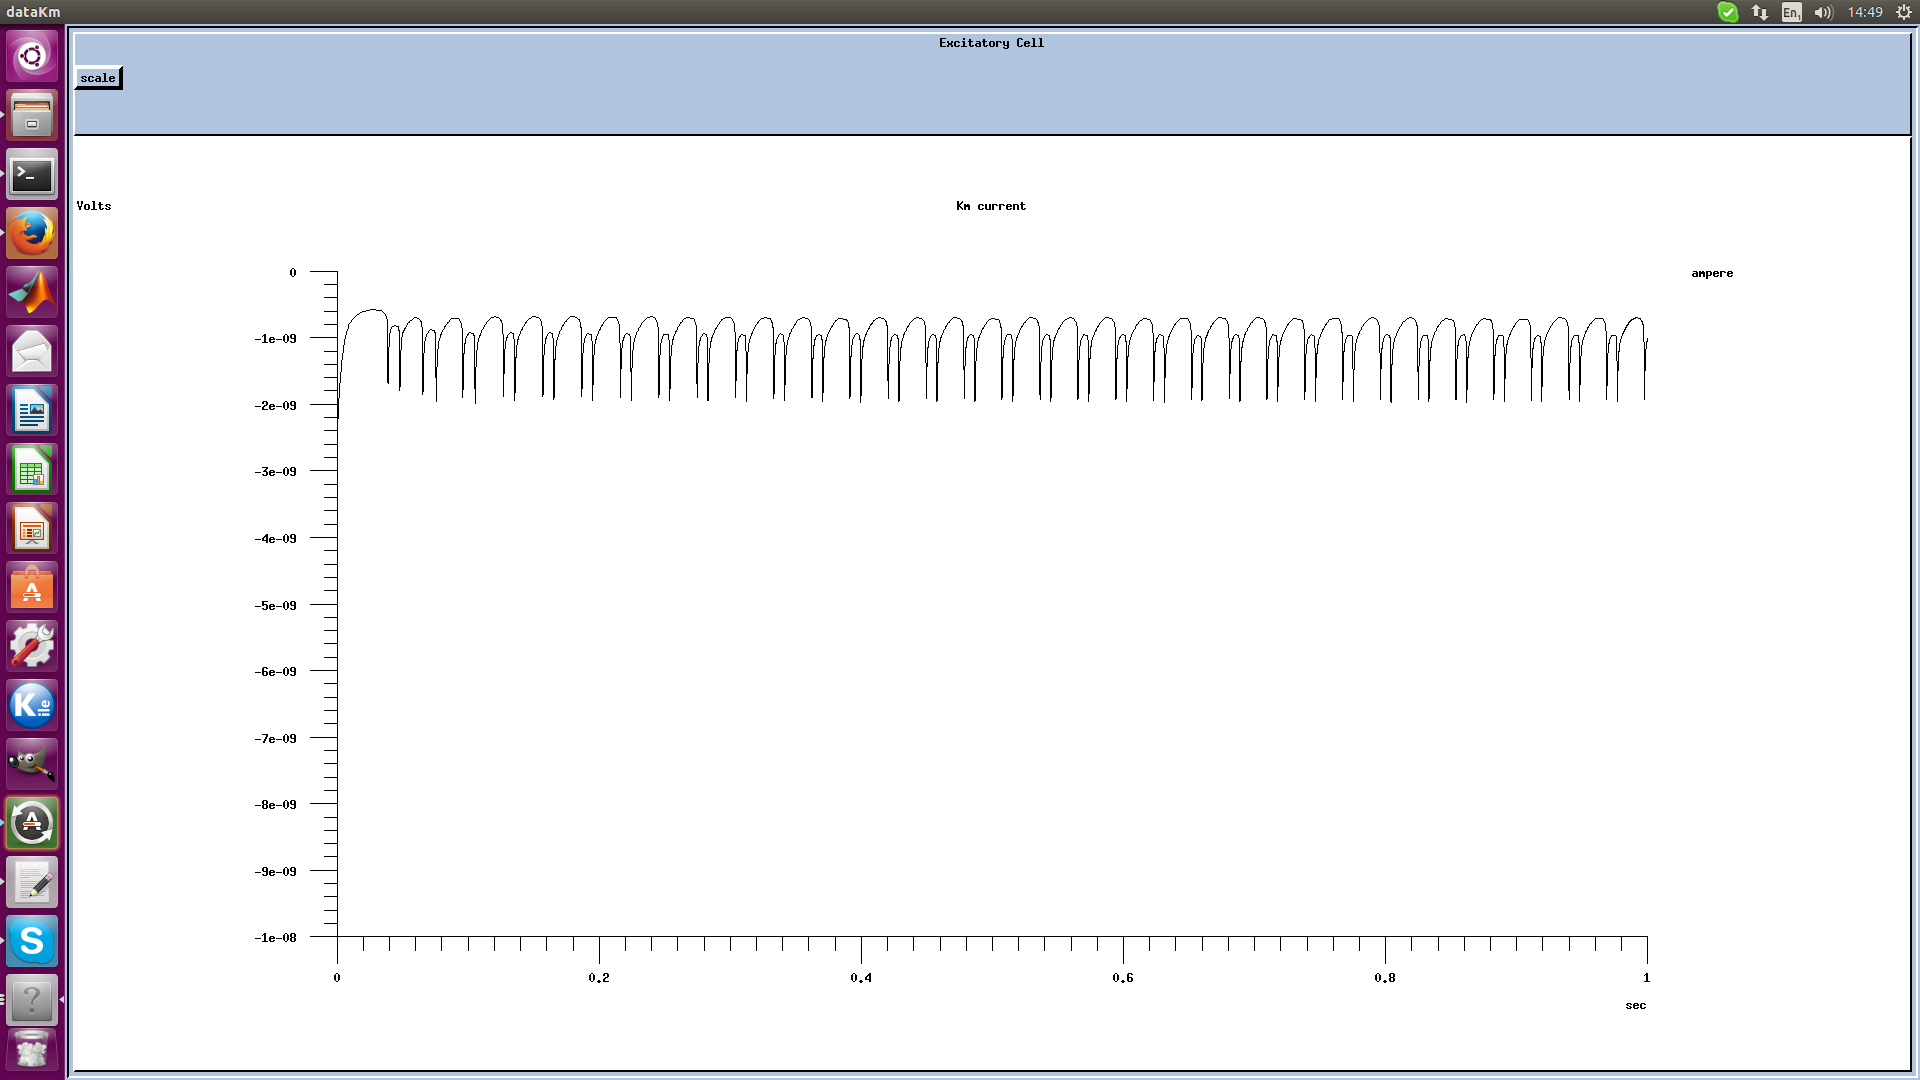 dataKm
En1
14:49
Excitatory Cell
scale
Volts
Km current
ampere
0
-1e-09
-2e-09
-3e-09
-4e-09
-5e-09
-6e-09
-7e-09
-8e-09
-9e-09
-1e-08
0 0.2 0.4 0.6 0.8 1
sec